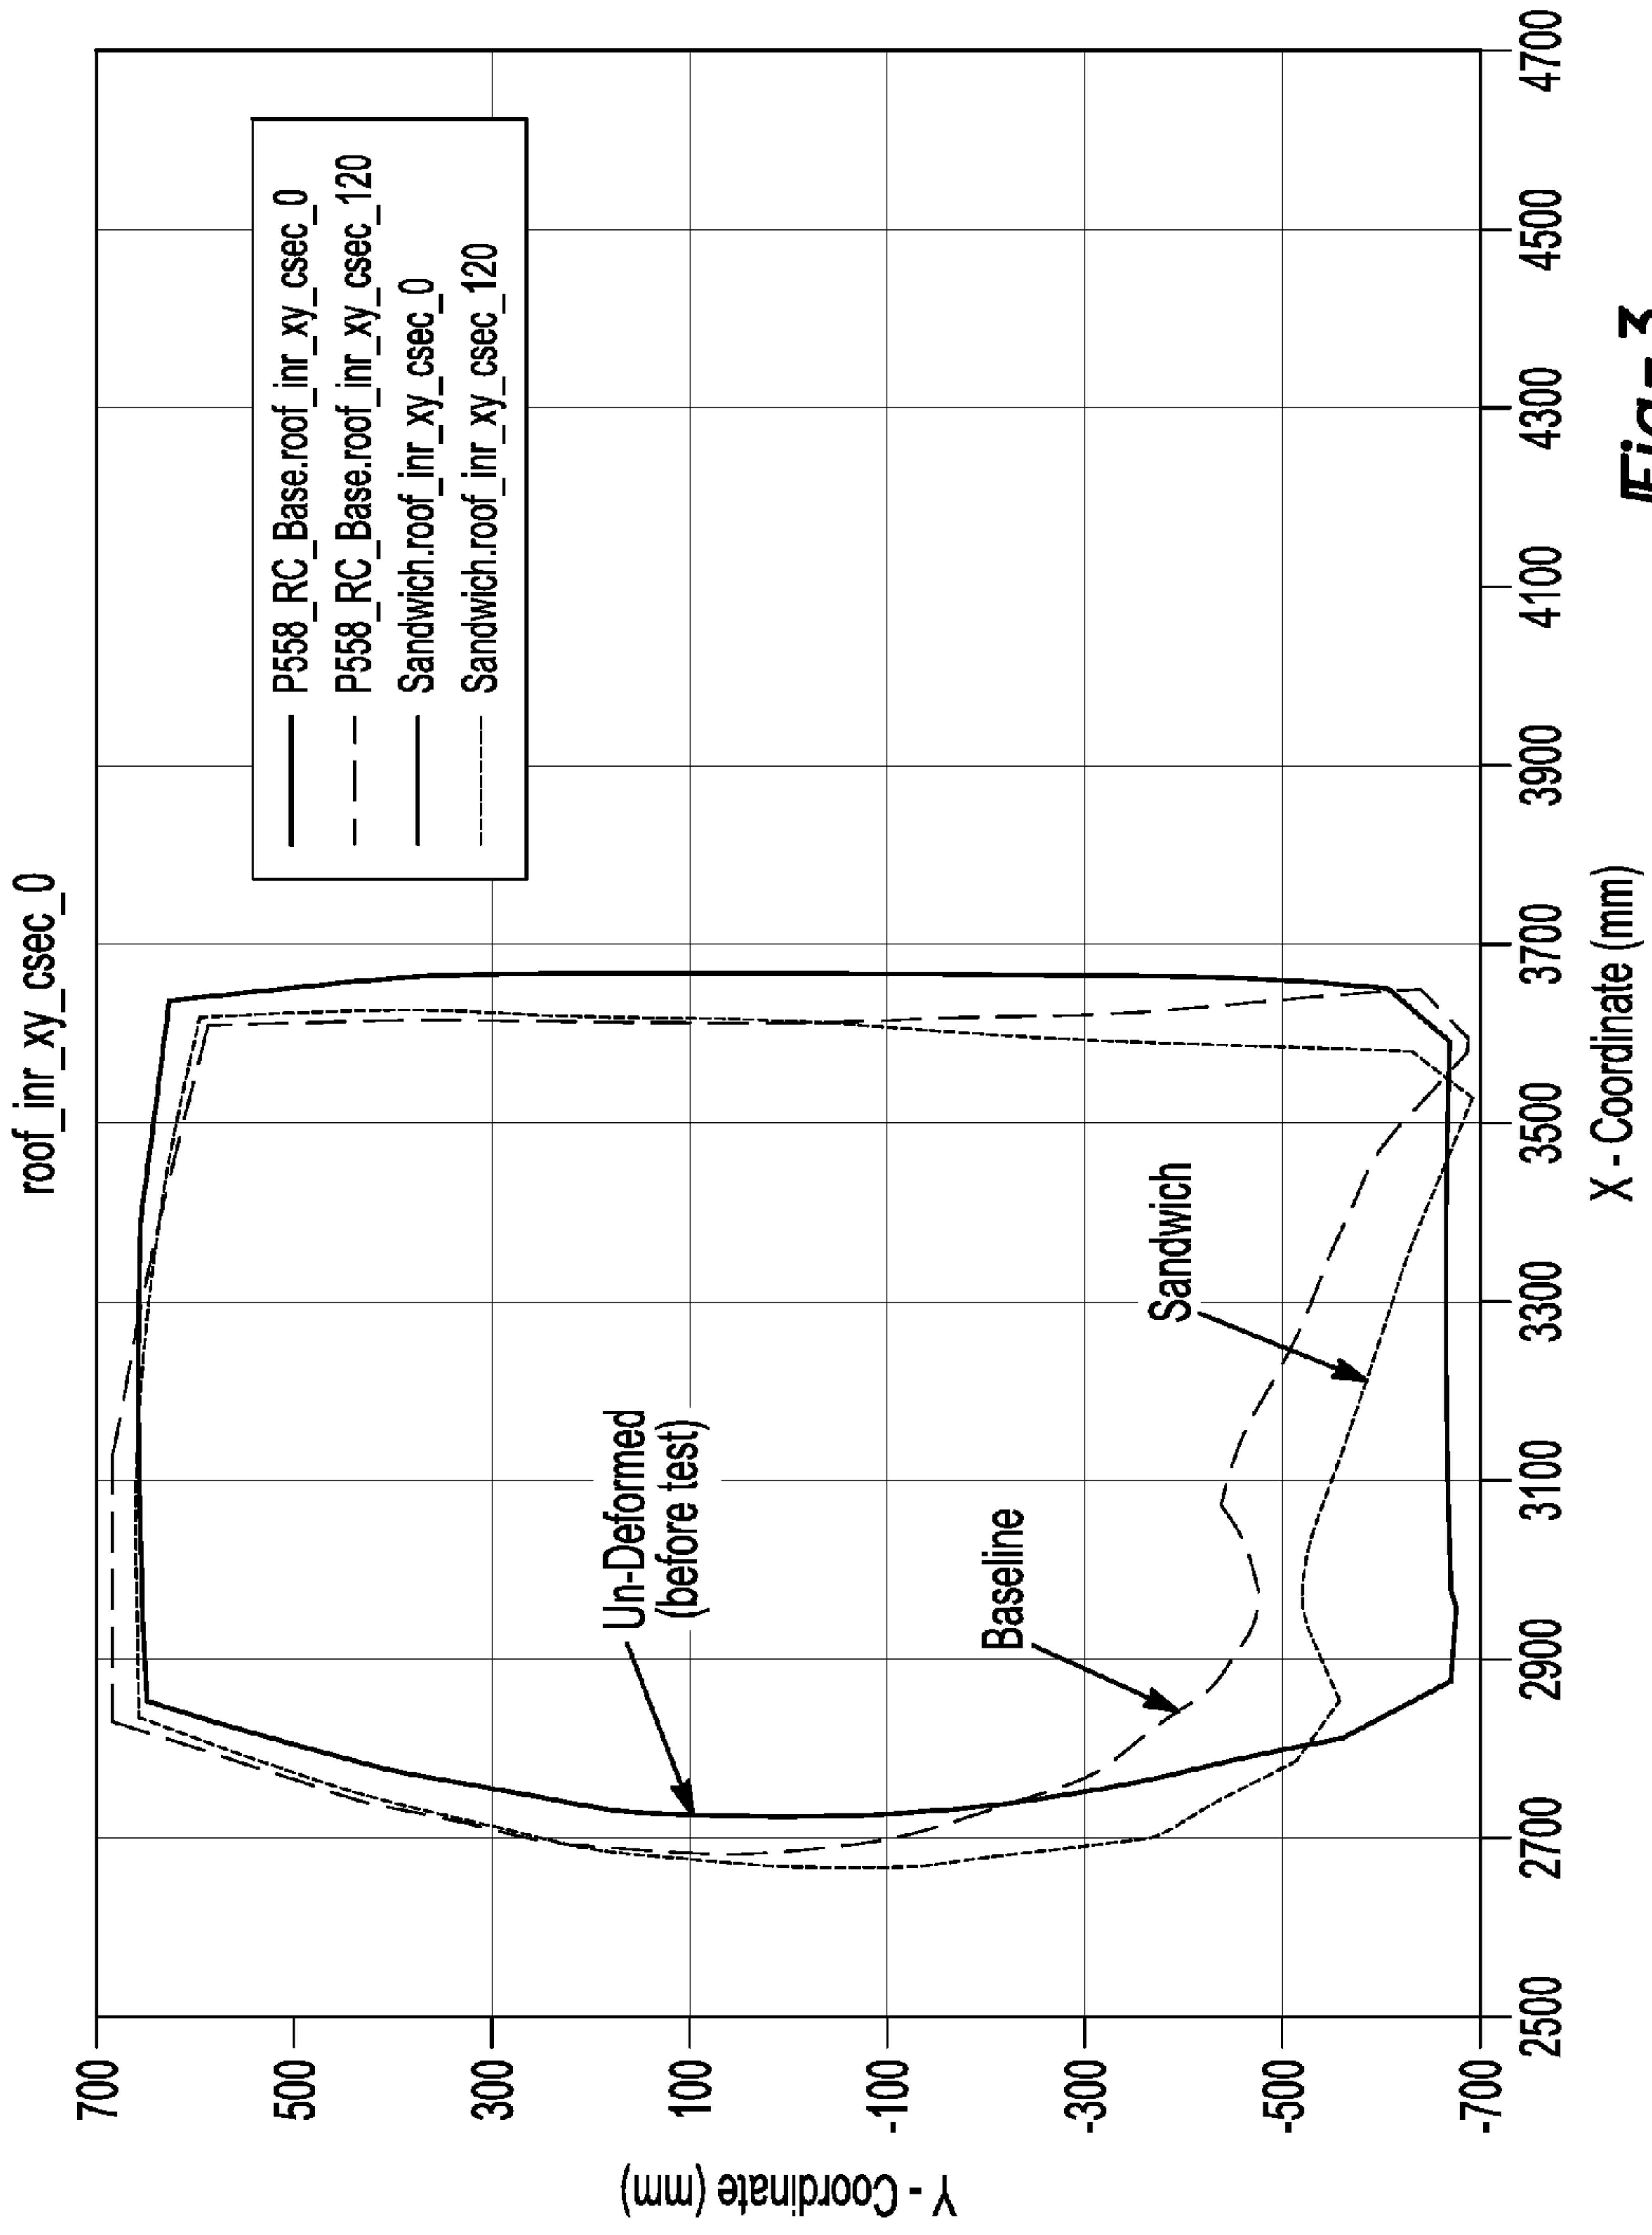 roof_inr_xy_csec_0
Y - Coordinate (mm)
700
500
300
100
-100
-300
-500
-700
P558_RC_Base.roof_inr_xy_csec_0
P558_RC_Base.roof_inr_xy_csec_120
Sandwich.roof_inr_xy_csec_0
Sandwich.roof_inr_xy_csec_120
Un-Deformed
(before test)
Baseline
Sandwich
2500
2700
2900
3100
3300
3500
3700
3900
4100
4300
4500
4700
X - Coordinate (mm)
Fig-3